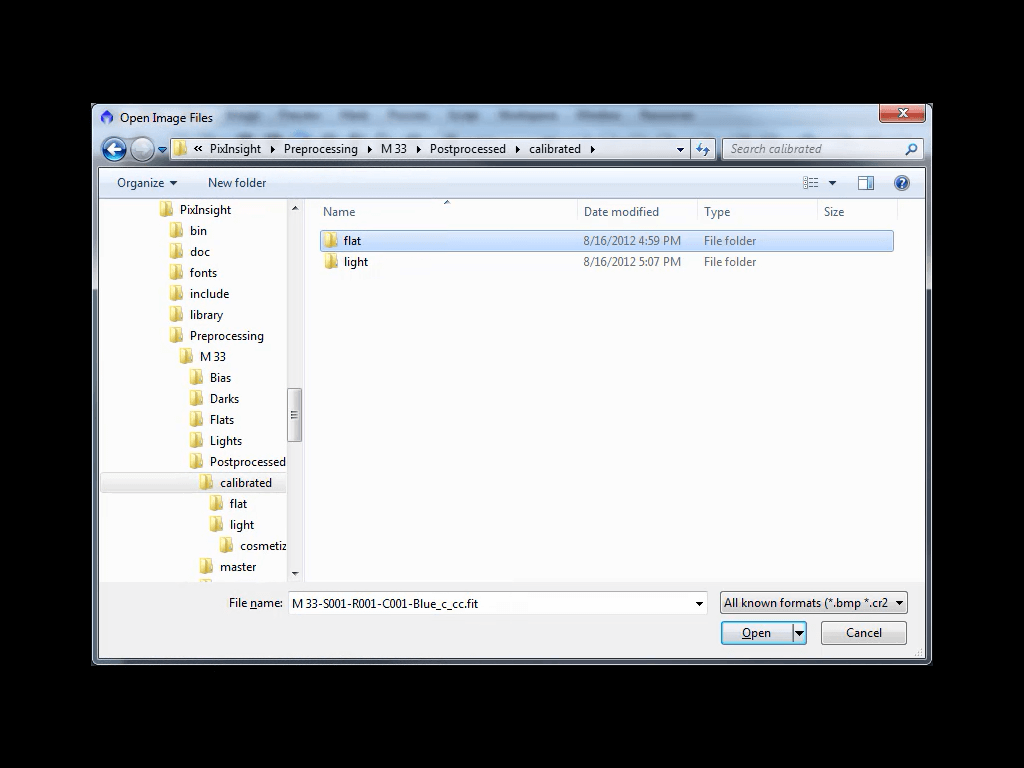 Open Image Files
« PixInsight Preprocessing M 33 Postprocessed calibrated
Search calibrated
Organize New folder
Name Date modified Type Size
flat 8/16/2012 4:59 PM File folder
light 8/16/2012 5:07 PM File folder
PixInsight
bin
doc
fonts
include
library
Preprocessing
M 33
Bias
Darks
Flats
Lights
Postprocessed
calibrated
flat
light
cosmetiz
master
File name: M 33-S001-R001-C001-Blue_c_cc.fit
All known formats (*.bmp *.cr2
Open Cancel